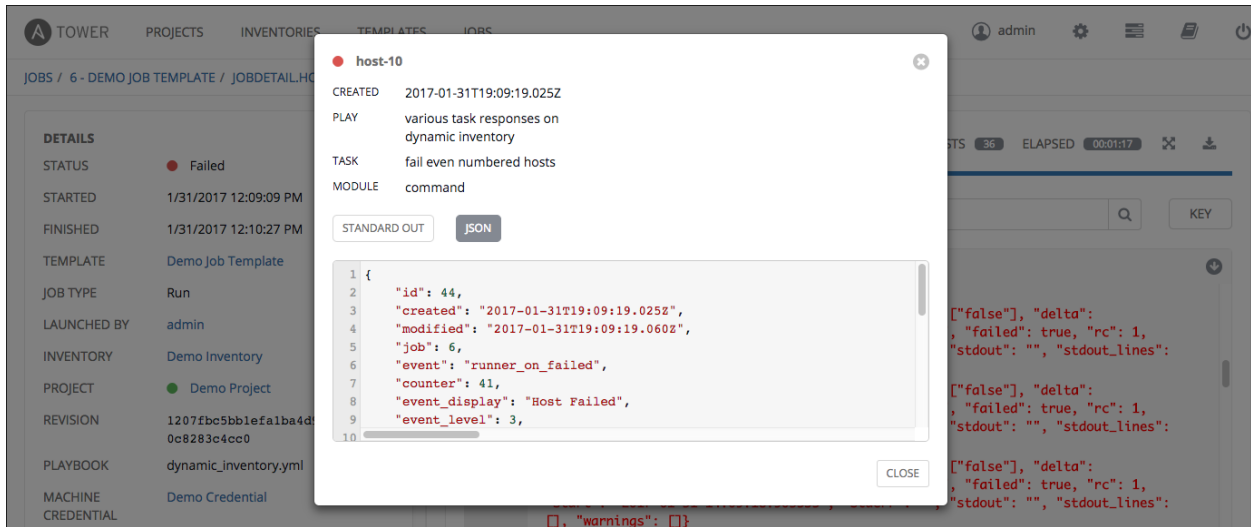 TOWER PROJECTS INVENTORIES TEMPLATES JOBS admin
JOBS / 6 - DEMO JOB TEMPLATE / JOBDETAIL.HO
DETAILS
STATUS Failed
STARTED 1/31/2017 12:09:09 PM
FINISHED 1/31/2017 12:10:27 PM
TEMPLATE Demo Job Template
JOB TYPE Run
LAUNCHED BY admin
INVENTORY Demo Inventory
PROJECT Demo Project
REVISION 1207fbc5bb1efa1ba4d
0c8283c4cc0
PLAYBOOK dynamic_inventory.yml
MACHINE Demo Credential
CREDENTIAL
host-10
CREATED 2017-01-31T19:09:19.025Z
PLAY various task responses on
dynamic inventory
TASK fail even numbered hosts
MODULE command
STANDARD OUT JSON
1 {
2 "id": 44,
3 "created": "2017-01-31T19:09:19.025Z",
4 "modified": "2017-01-31T19:09:19.060Z",
5 "job": 6,
6 "event": "runner_on_failed",
7 "counter": 41,
8 "event_display": "Host Failed",
9 "event_level": 3,
10
CLOSE
STS 36 ELAPSED 00:01:17
KEY
["false"], "delta":
, "failed": true, "rc": 1,
"stdout": "", "stdout_lines":
["false"], "delta":
, "failed": true, "rc": 1,
"stdout": "", "stdout_lines":
["false"], "delta":
, "failed": true, "rc": 1,
"stdout": "", "stdout_lines":
[], "warnings": []}